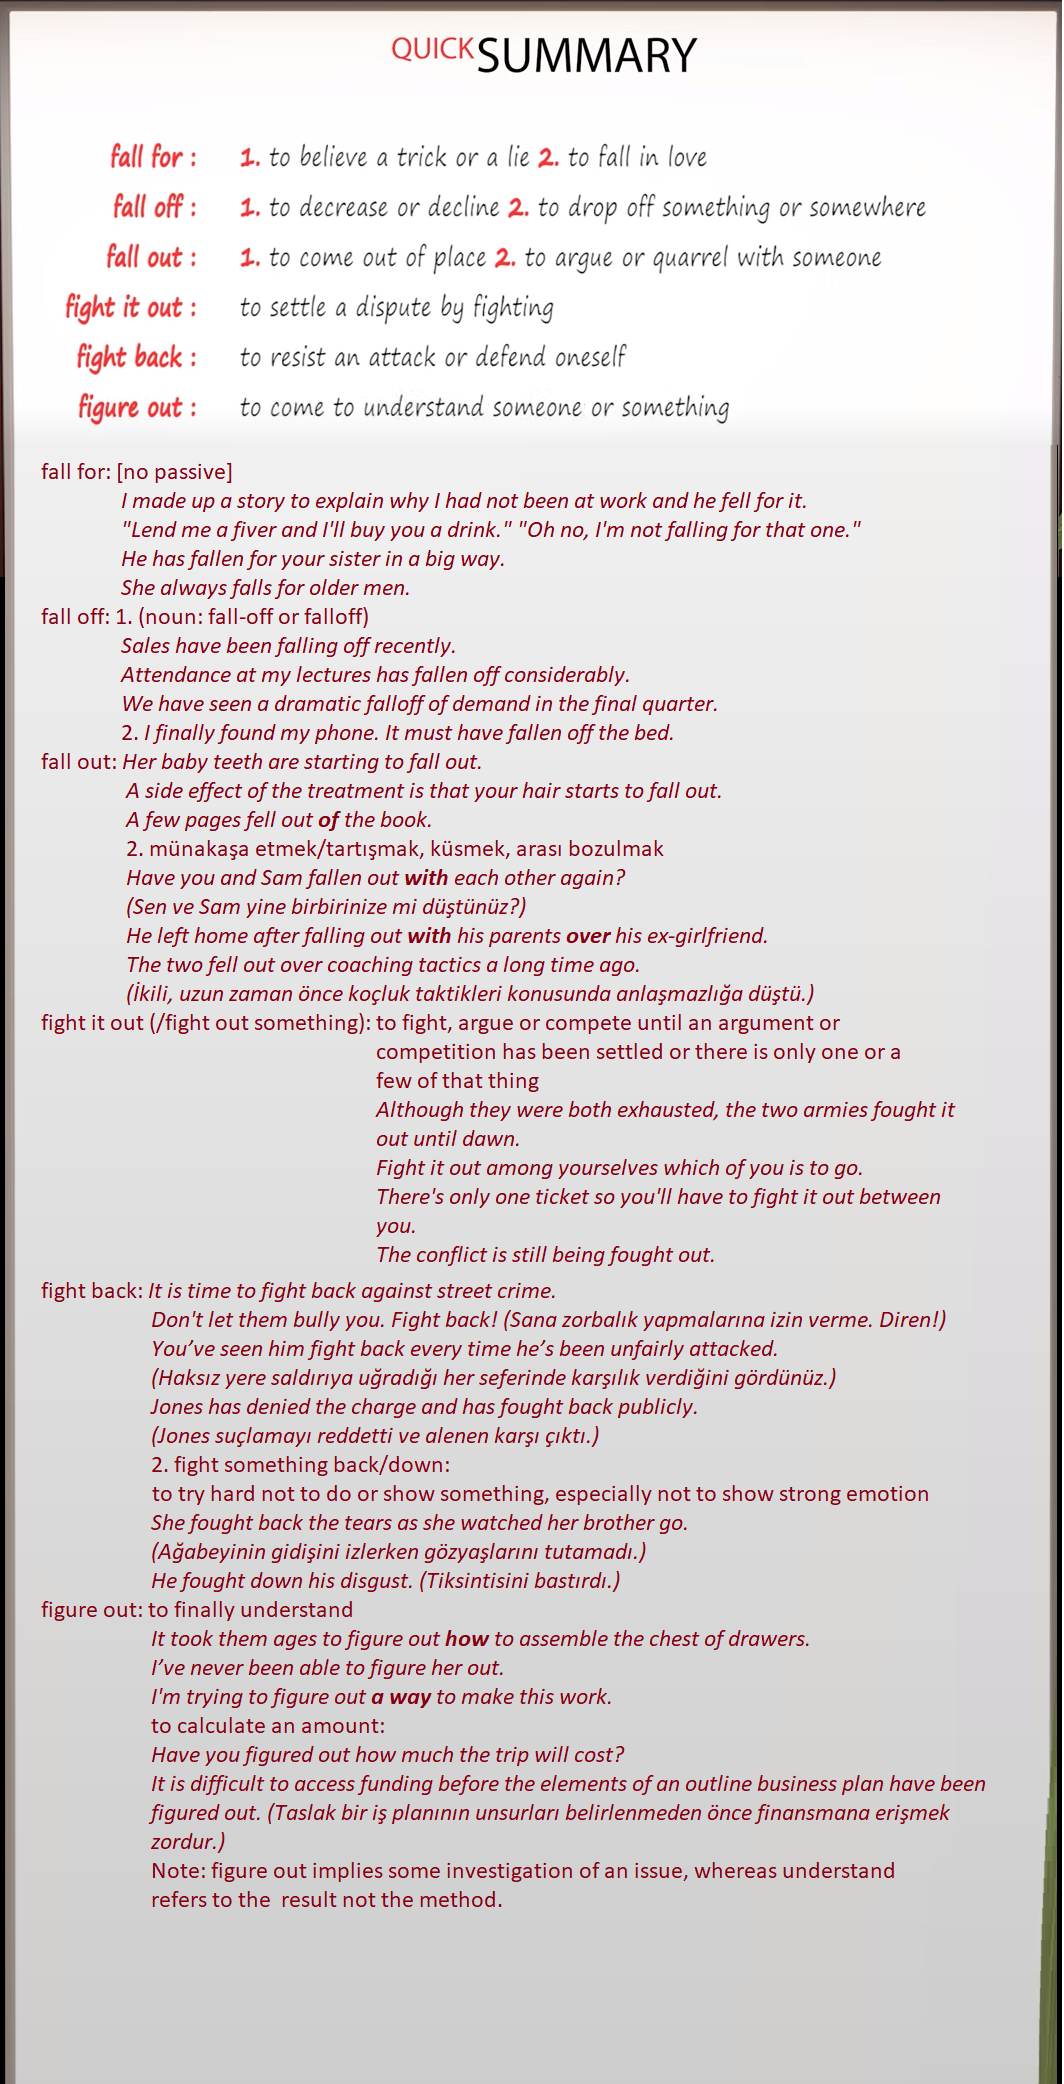 QUICK SUMMARY
fall for : 1. to believe a trick or a lie 2. to fall in love
fall off : 1. to decrease or decline 2. to drop off something or somewhere
fall out : 1. to come out of place 2. to argue or quarrel with someone
fight it out : to settle a dispute by fighting
fight back : to resist an attack or defend oneself
figure out : to come to understand someone or something
fall for: [no passive]
I made up a story to explain why I had not been at work and he fell for it.
"Lend me a fiver and I'll buy you a drink." "Oh no, I'm not falling for that one."
He has fallen for your sister in a big way.
She always falls for older men.
fall off: 1. (noun: fall-off or falloff)
Sales have been falling off recently.
Attendance at my lectures has fallen off considerably.
We have seen a dramatic falloff of demand in the final quarter.
2. I finally found my phone. It must have fallen off the bed.
fall out: Her baby teeth are starting to fall out.
A side effect of the treatment is that your hair starts to fall out.
A few pages fell out of the book.
2. münakaşa etmek/tartışmak, küsmek, arası bozulmak
Have you and Sam fallen out with each other again?
(Sen ve Sam yine birbirinize mi düştünüz?)
He left home after falling out with his parents over his ex-girlfriend.
The two fell out over coaching tactics a long time ago.
(İkili, uzun zaman önce koçluk taktikleri konusunda anlaşmazlığa düştü.)
fight it out (/fight out something): to fight, argue or compete until an argument or
competition has been settled or there is only one or a
few of that thing
Although they were both exhausted, the two armies fought it
out until dawn.
Fight it out among yourselves which of you is to go.
There's only one ticket so you'll have to fight it out between
you.
The conflict is still being fought out.
fight back: It is time to fight back against street crime.
Don't let them bully you. Fight back! (Sana zorbalık yapmalarına izin verme. Diren!)
You’ve seen him fight back every time he’s been unfairly attacked.
(Haksız yere saldırıya uğradığı her seferinde karşılık verdiğini gördünüz.)
Jones has denied the charge and has fought back publicly.
(Jones suçlamayı reddetti ve alenen karşı çıktı.)
2. fight something back/down:
to try hard not to do or show something, especially not to show strong emotion
She fought back the tears as she watched her brother go.
(Ağabeyinin gidişini izlerken gözyaşlarını tutamadı.)
He fought down his disgust. (Tiksintisini bastırdı.)
figure out: to finally understand
It took them ages to figure out how to assemble the chest of drawers.
I’ve never been able to figure her out.
I'm trying to figure out a way to make this work.
to calculate an amount:
Have you figured out how much the trip will cost?
It is difficult to access funding before the elements of an outline business plan have been
figured out. (Taslak bir iş planının unsurları belirlenmeden önce finansmana erişmek
zordur.)
Note: figure out implies some investigation of an issue, whereas understand
refers to the  result not the method.